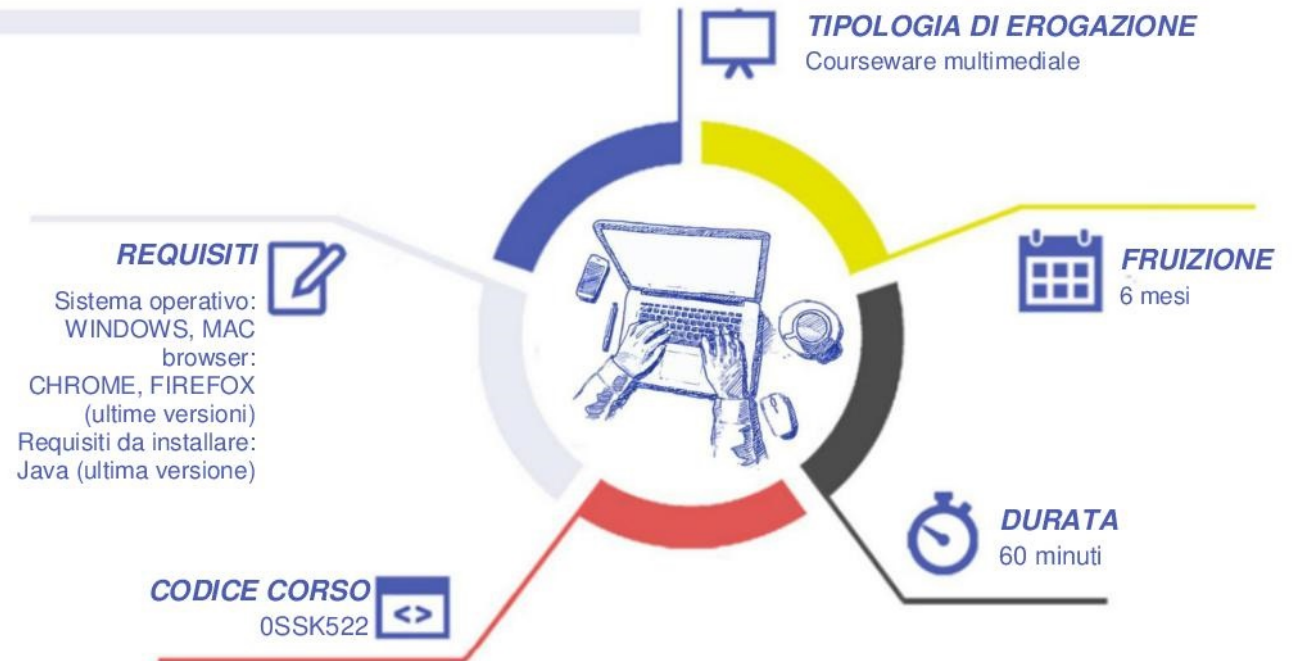 TIPOLOGIA DI EROGAZIONE
Courseware multimediale
REQUISITI
Sistema operativo:
WINDOWS, MAC
browser:
CHROME, FIREFOX
(ultime versioni)
Requisiti da installare:
Java (ultima versione)
FRUIZIONE
6 mesi
DURATA
60 minuti
CODICE CORSO
0SSK522